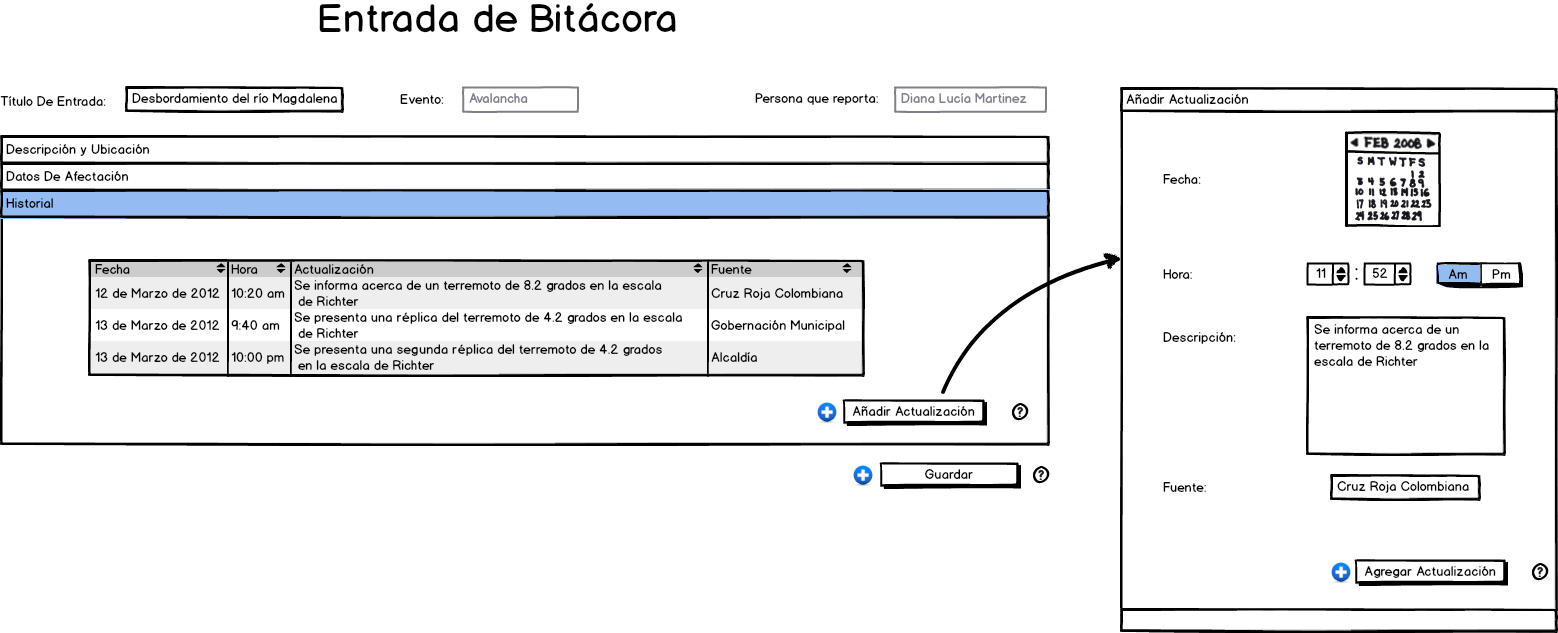 Entrada de Bitácora
Título De Entrada: Desbordamiento del río Magdalena Evento: Avalancha Persona que reporta: Diana Lucía Martinez
Descripción y Ubicación
Datos De Afectación
Historial
Fecha Hora Actualización Fuente
12 de Marzo de 2012 10:20 am Se informa acerca de un terremoto de 8.2 grados en la escala
de Richter Cruz Roja Colombiana
13 de Marzo de 2012 9:40 am Se presenta una réplica del terremoto de 4.2 grados en la escala
de Richter Gobernación Municipal
13 de Marzo de 2012 10:00 pm Se presenta una segunda réplica del terremoto de 4.2 grados
en la escala de Richter Alcaldía
Añadir Actualización ?
Guardar ?
Añadir Actualización
Fecha:
FEB 2008
S M T W T F S
1 2
3 4 5 6 7 8 9
10 11 12 13 14 15 16
17 18 19 20 21 22 23
24 25 26 27 28 29
Hora: 11 : 52 Am Pm
Descripción:
Se informa acerca de un
terremoto de 8.2 grados en la
escala de Richter
Fuente: Cruz Roja Colombiana
Agregar Actualización ?